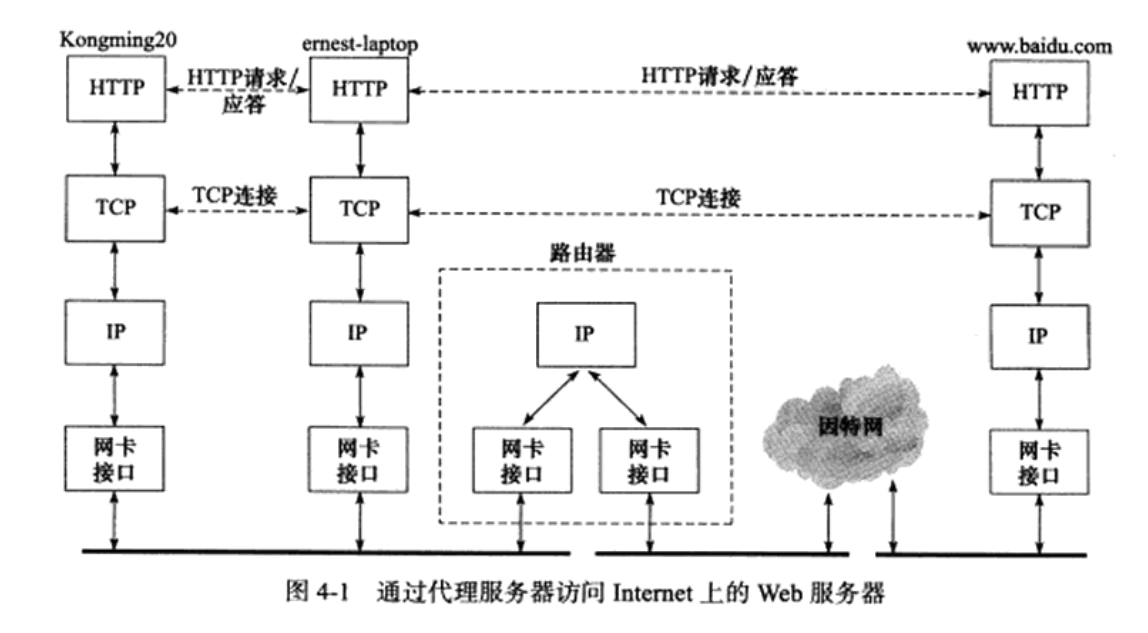 Kongming20
ernest-laptop
www.baidu.com
HTTP
HTTP请求/
应答
HTTP
HTTP请求/应答
HTTP
TCP
TCP连接
TCP
TCP连接
TCP
路由器
IP
IP
IP
IP
因特网
网卡
接口
网卡
接口
网卡
接口
网卡
接口
网卡
接口
图 4-1 通过代理服务器访问 Internet 上的 Web 服务器